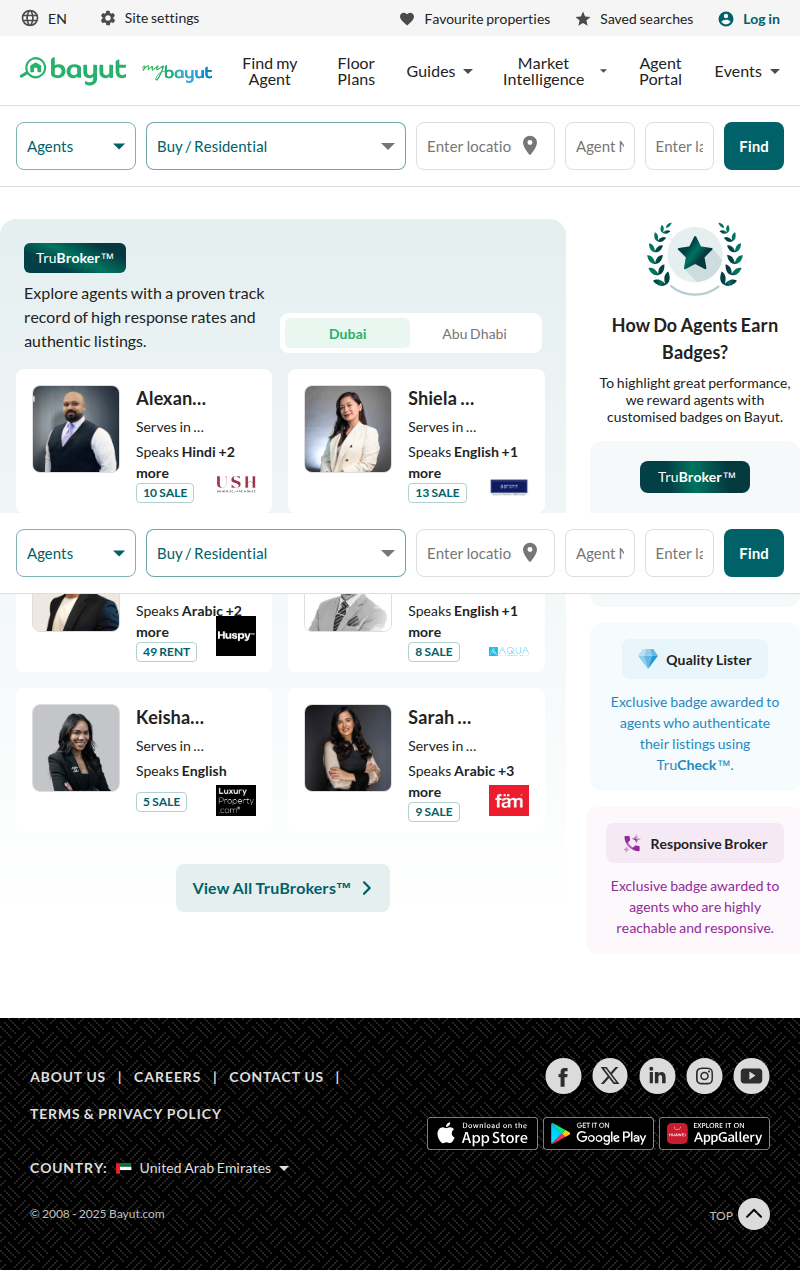 EN
Site settings
Favourite properties
Saved searches
Log in
bayut
my bayut
Find my Agent
Floor Plans
Guides
Market Intelligence
Agent Portal
Events
Agents
Buy / Residential
Enter locatio
Agent N
Enter la
Find
TruBroker™
Explore agents with a proven track
record of high response rates and
authentic listings.
Dubai
Abu Dhabi
Alexan...
Serves in ...
Speaks Hindi +2
more
10 SALE
USH
Shiela ...
Serves in ...
Speaks English +1
more
13 SALE
How Do Agents Earn
Badges?
To highlight great performance,
we reward agents with
customised badges on Bayut.
TruBroker™
Agents
Buy / Residential
Enter locatio
Agent N
Enter la
Find
Speaks Arabic +2
more
49 RENT
Huspy
Speaks English +1
more
8 SALE
AQUA
Keisha...
Serves in ...
Speaks English
5 SALE
Luxury
Property
.com
Sarah ...
Serves in ...
Speaks Arabic +3
more
9 SALE
fäm
Quality Lister
Exclusive badge awarded to
agents who authenticate
their listings using
TruCheck™.
Responsive Broker
Exclusive badge awarded to
agents who are highly
reachable and responsive.
View All TruBrokers™
ABOUT US | CAREERS | CONTACT US |
TERMS & PRIVACY POLICY
COUNTRY: United Arab Emirates
© 2008 - 2025 Bayut.com
Download on the
App Store
GET IT ON
Google Play
HUAWEI
EXPLORE IT ON
AppGallery
TOP